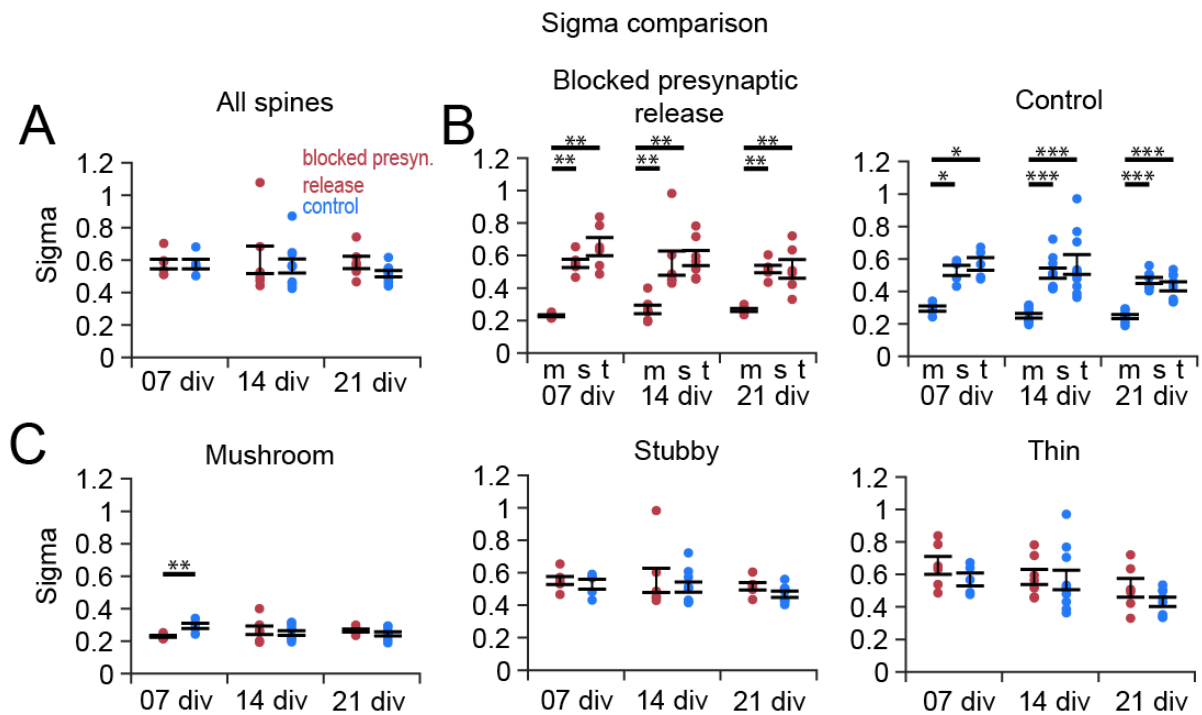 Sigma comparison
A
All spines
Sigma
1.2
1
0.8
0.6
0.4
0.2
0
blocked presyn.
release
control
07 div 14 div 21 div
B
Blocked presynaptic
release
1.2
1
0.8
0.6
0.4
0.2
0
** ** **
** ** **
m s t m s t m s t
07 div 14 div 21 div
Control
1.2
1
0.8
0.6
0.4
0.2
0
* *** ***
* *** ***
m s t m s t m s t
07 div 14 div 21 div
C
Mushroom
Sigma
1.2
1
0.8
0.6
0.4
0.2
0
**
07 div 14 div 21 div
Stubby
1.2
1
0.8
0.6
0.4
0.2
0
07 div 14 div 21 div
Thin
1.2
1
0.8
0.6
0.4
0.2
0
07 div 14 div 21 div